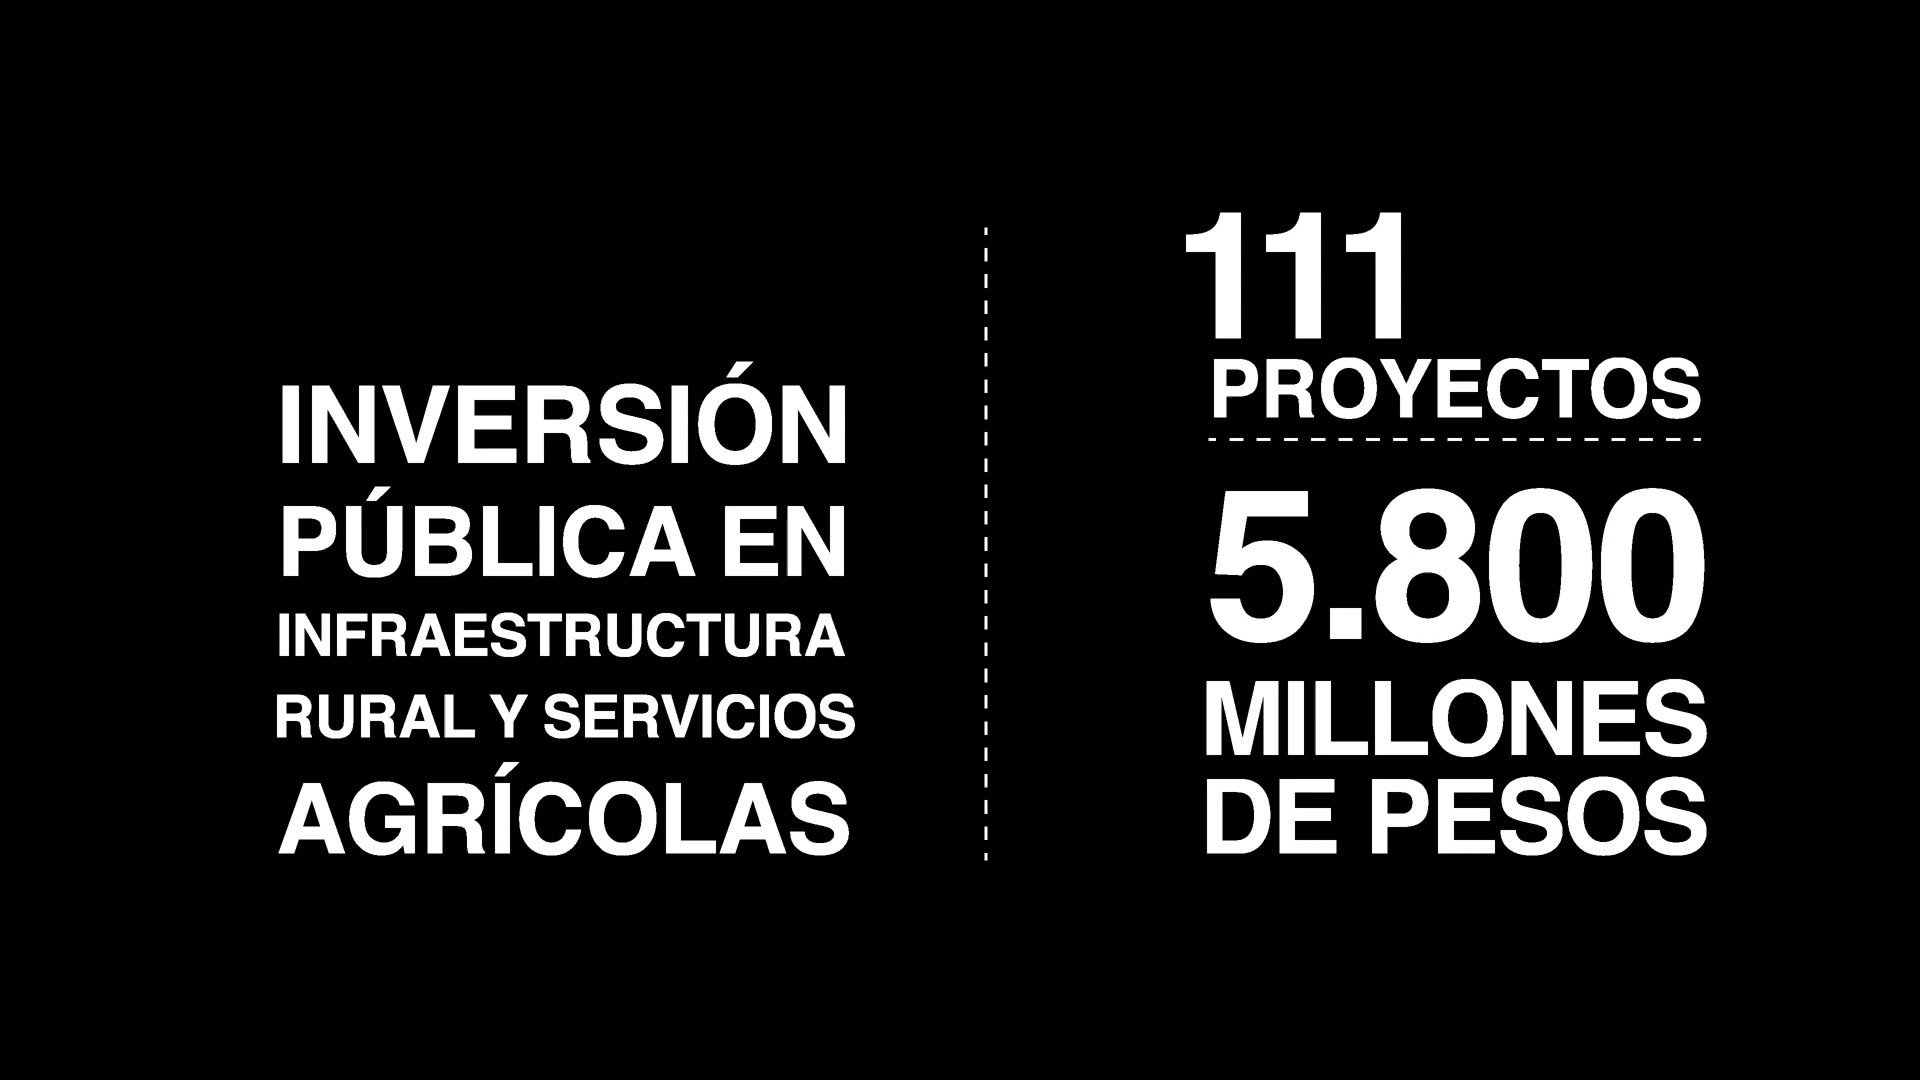 INVERSIÓN
PÚBLICA EN
INFRAESTRUCTURA
RURAL Y SERVICIOS
AGRÍCOLAS
111
PROYECTOS
5.800
MILLONES
DE PESOS